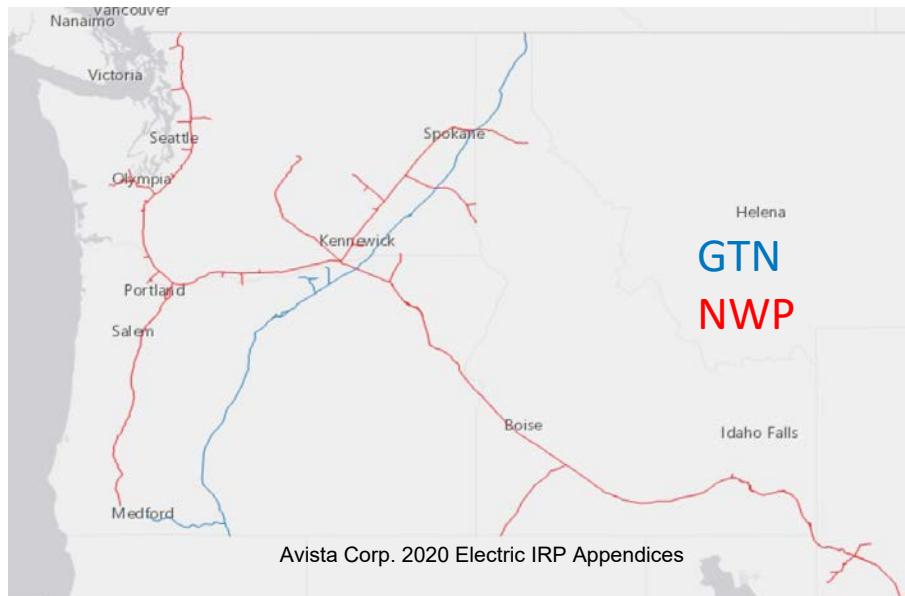 Vancouver
Nanaimo
Victoria
Seattle
Spokane
Olympia
Helena
Kennewick
GTN
Portland
NWP
Salem
Boise
Idaho Falls
Medford
Avista Corp. 2020 Electric IRP Appendices